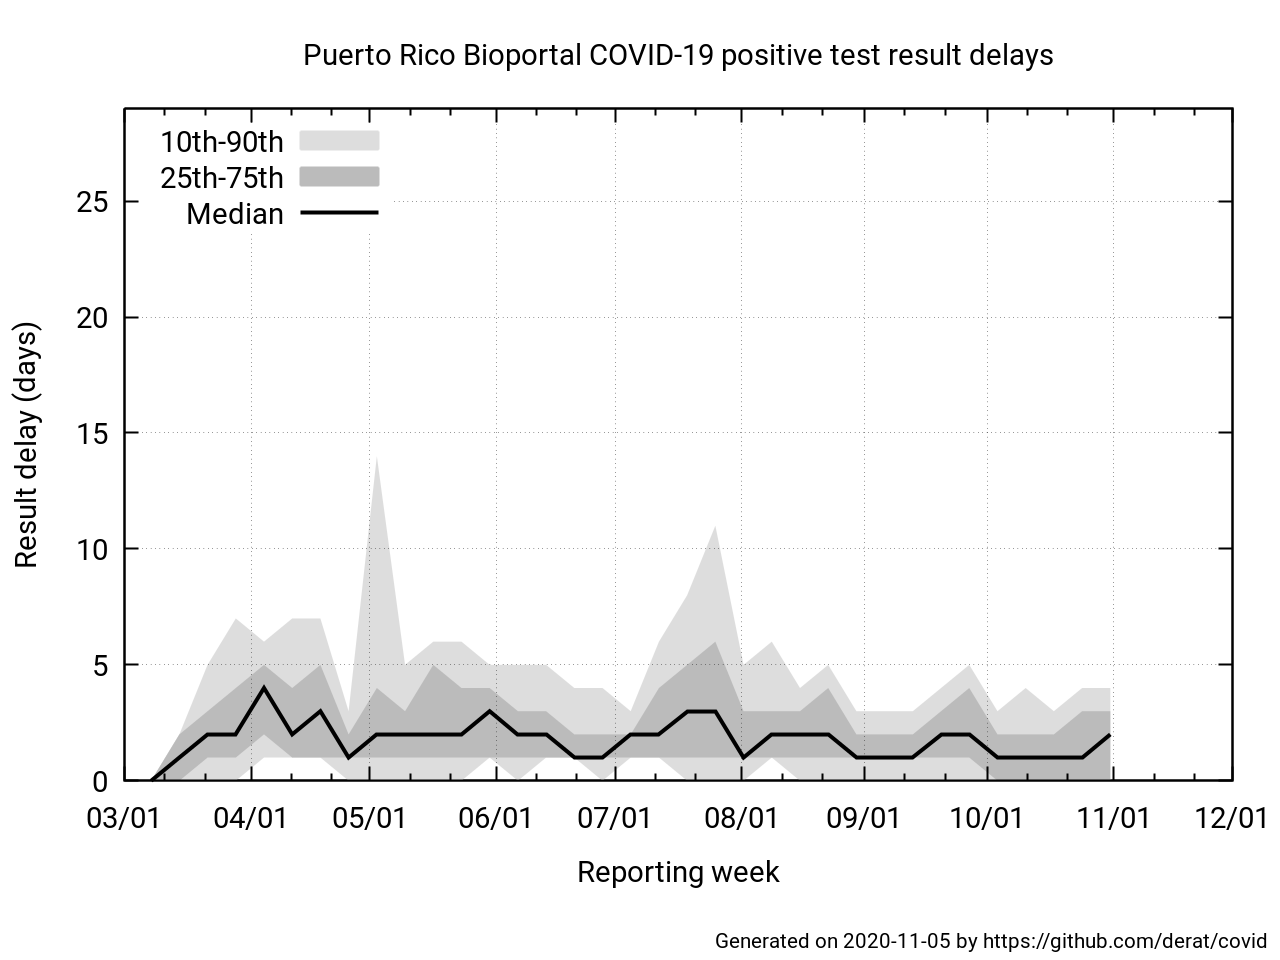 Puerto Rico Bioportal COVID-19 positive test result delays
10th-90th
25th-75th
Median
25
20
15
10
5
0
Result delay (days)
03/01 04/01 05/01 06/01 07/01 08/01 09/01 10/01 11/01 12/01
Reporting week
Generated on 2020-11-05 by https://github.com/derat/covid